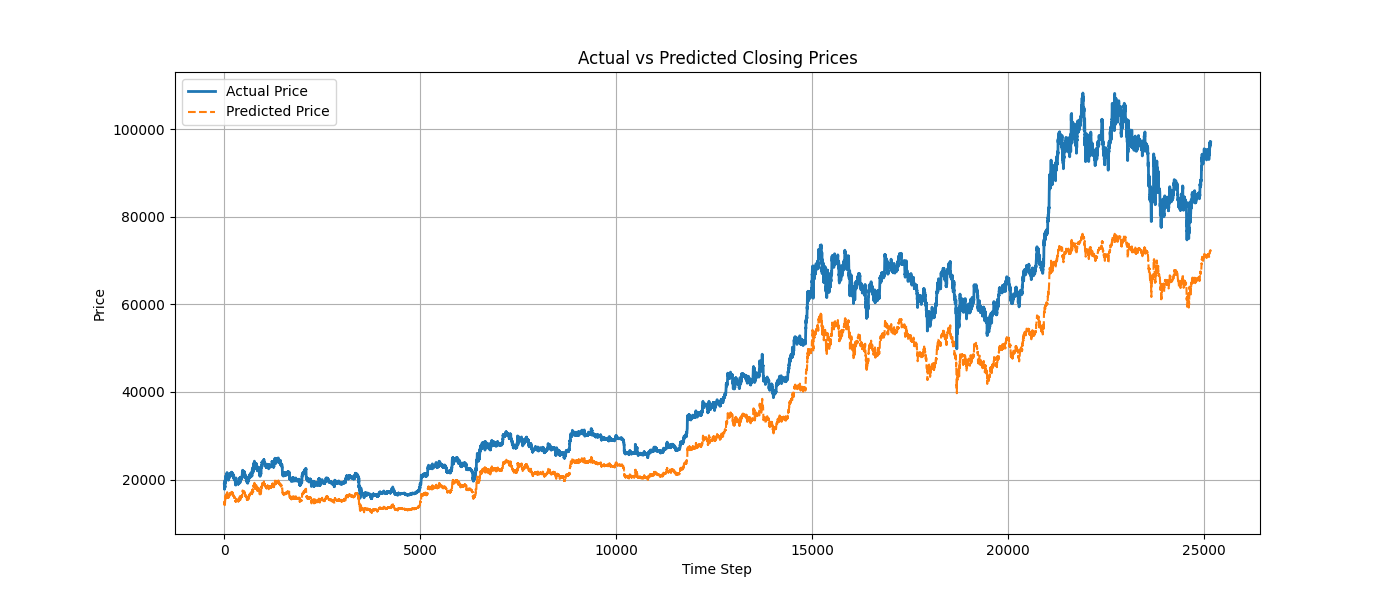 Actual vs Predicted Closing Prices
Actual Price
Predicted Price
Price
100000
80000
60000
40000
20000
0 5000 10000 15000 20000 25000
Time Step